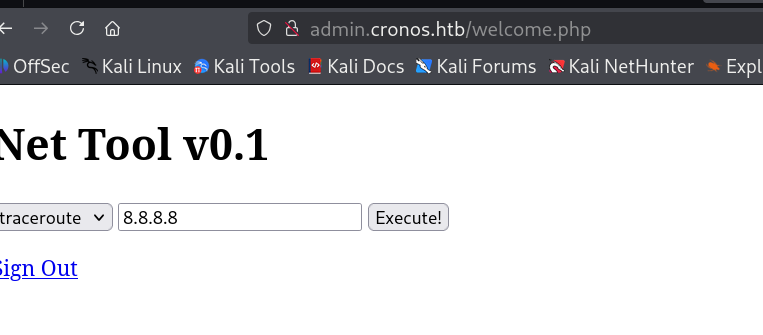 admin.cronos.htb/welcome.php
OffSec Kali Linux Kali Tools Kali Docs Kali Forums Kali NetHunter Expl
Net Tool v0.1
traceroute 8.8.8.8 Execute!
Sign Out